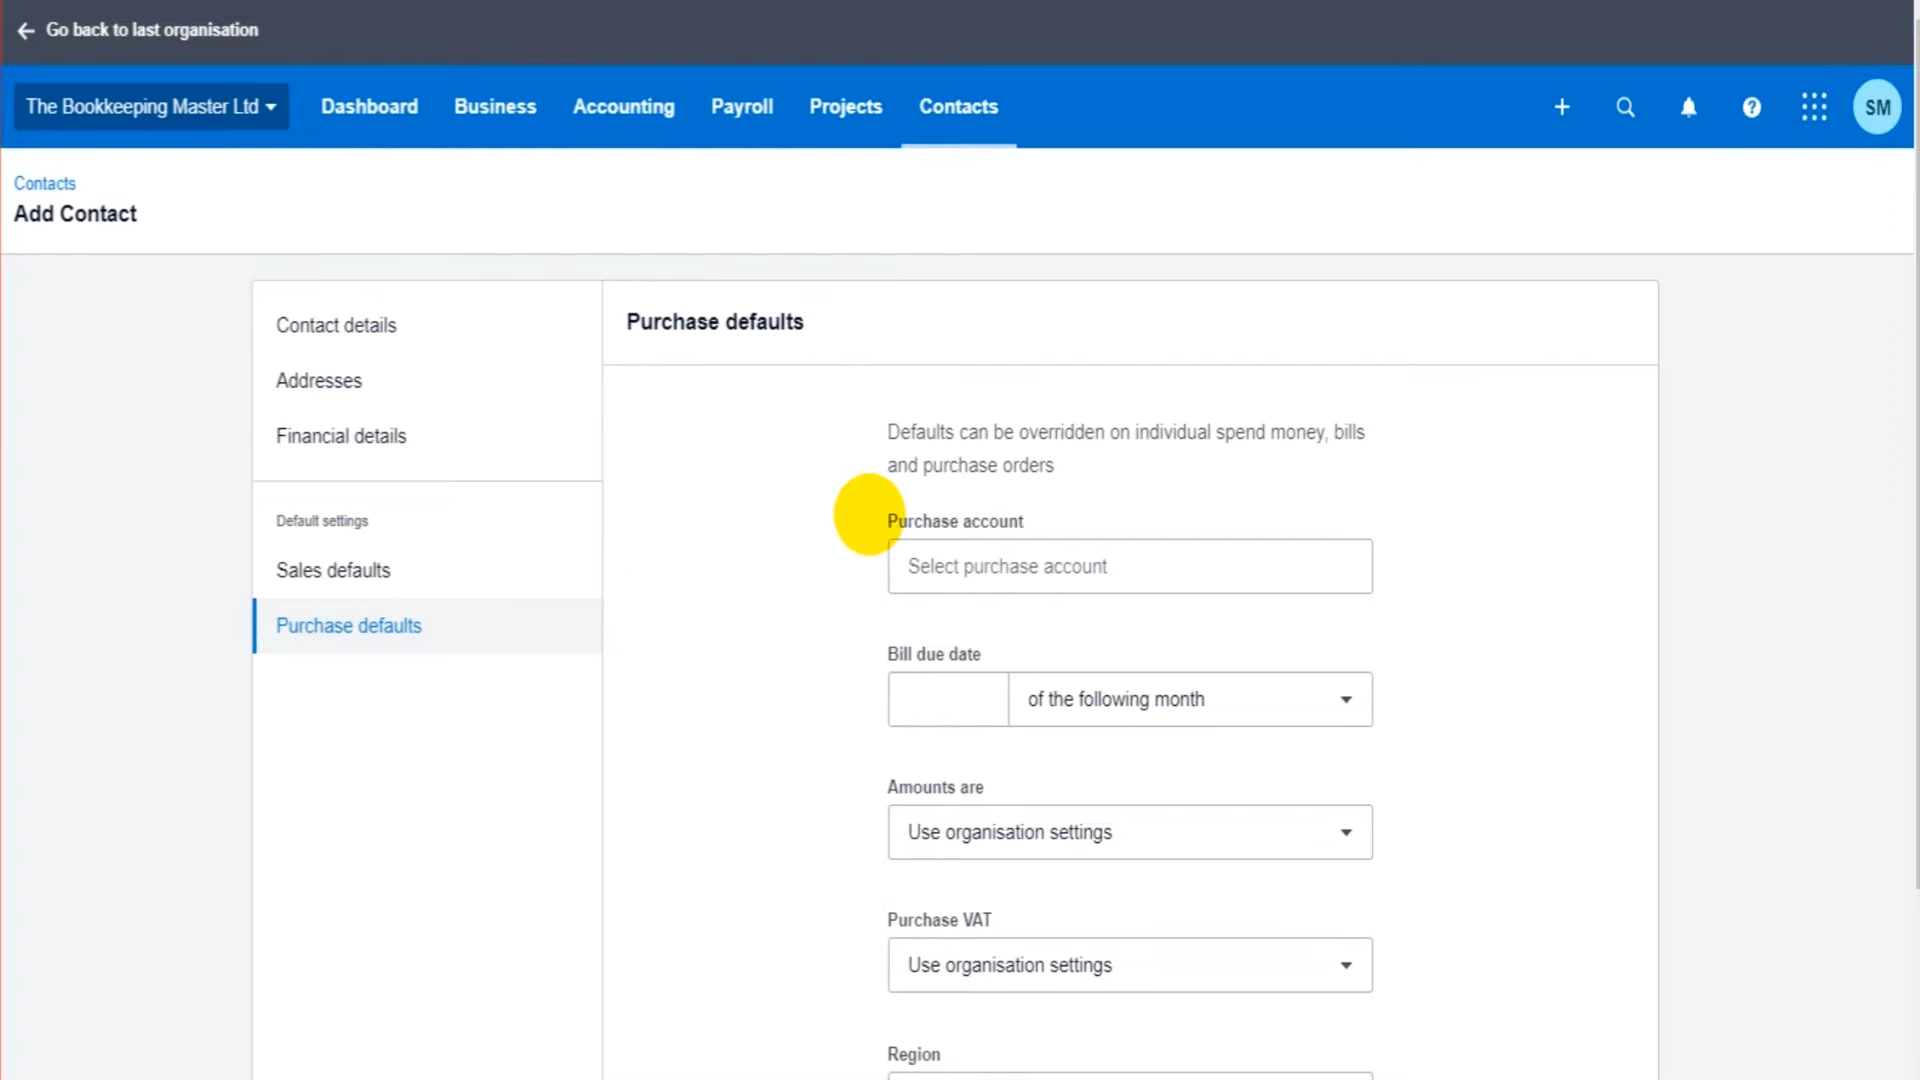 Go back to last organisation
The Bookkeeping Master Ltd Dashboard Business Accounting Payroll Projects Contacts SM
Contacts
Add Contact
Contact details
Addresses
Financial details
Default settings
Sales defaults
Purchase defaults
Purchase defaults
Defaults can be overridden on individual spend money, bills
and purchase orders
Purchase account
Select purchase account
Bill due date
of the following month
Amounts are
Use organisation settings
Purchase VAT
Use organisation settings
Region